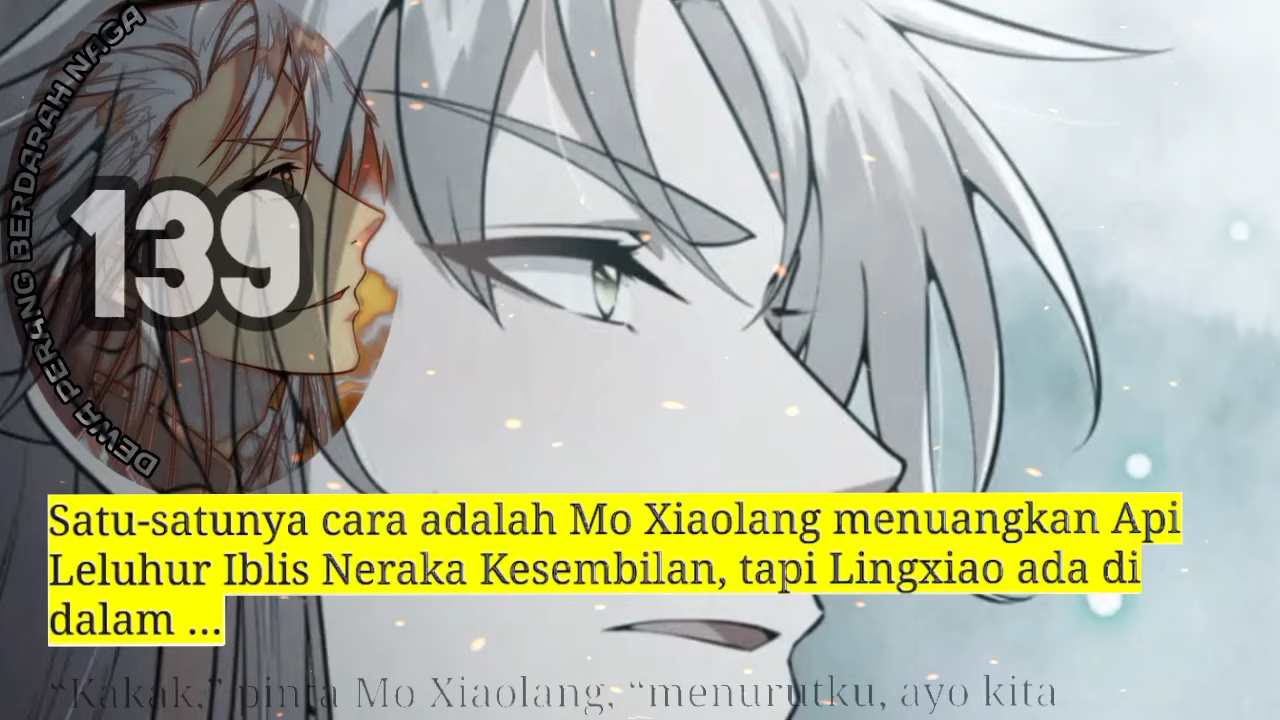 DEWA PERANG BERDARAH NAGA
139
Satu-satunya cara adalah Mo Xiaolang menuangkan Api
Leluhur Iblis Neraka Kesembilan, tapi Lingxiao ada di
dalam ...
“Kakak,” pinta Mo Xiaolang, “menurutku, ayo kita